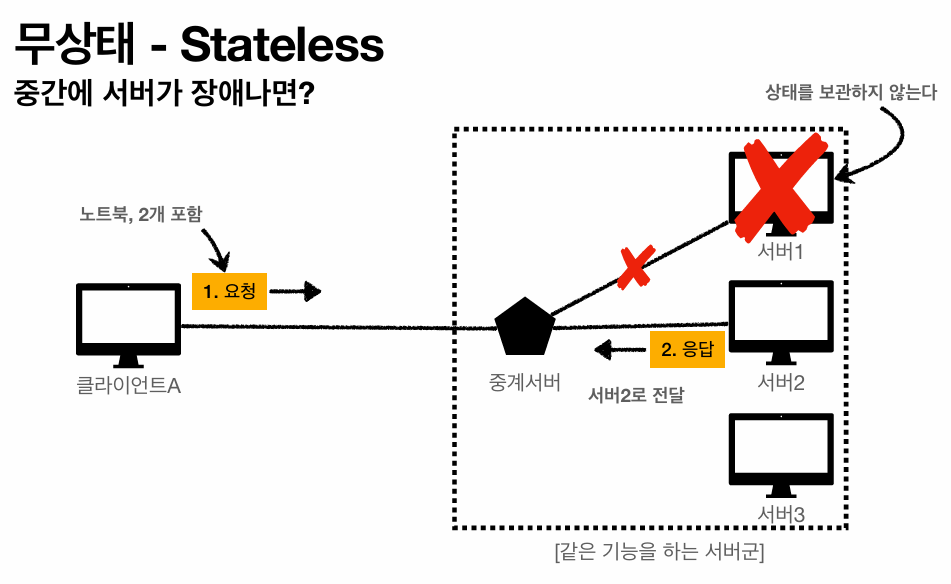 무상태 - Stateless
중간에 서버가 장애나면?
상태를 보관하지 않는다
노트북, 2개 포함
1. 요청
서버1
2. 응답
클라이언트A
중계서버
서버2로 전달
서버2
서버3
[같은 기능을 하는 서버군]